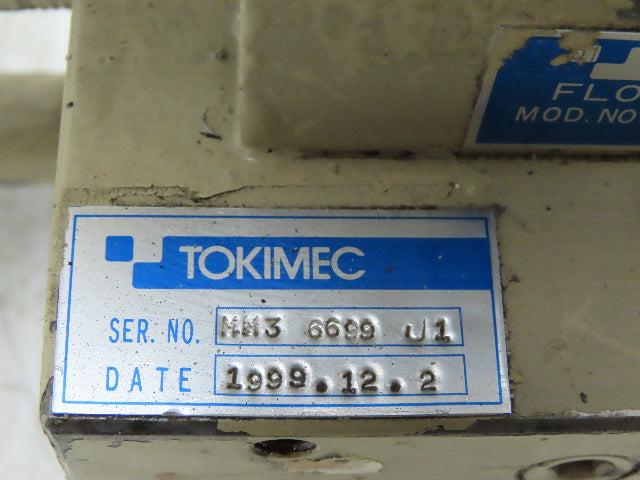 FLO
MOD. NO
TOKIMEC
SER. NO. MM3 6699 U1
DATE 1999.12.2